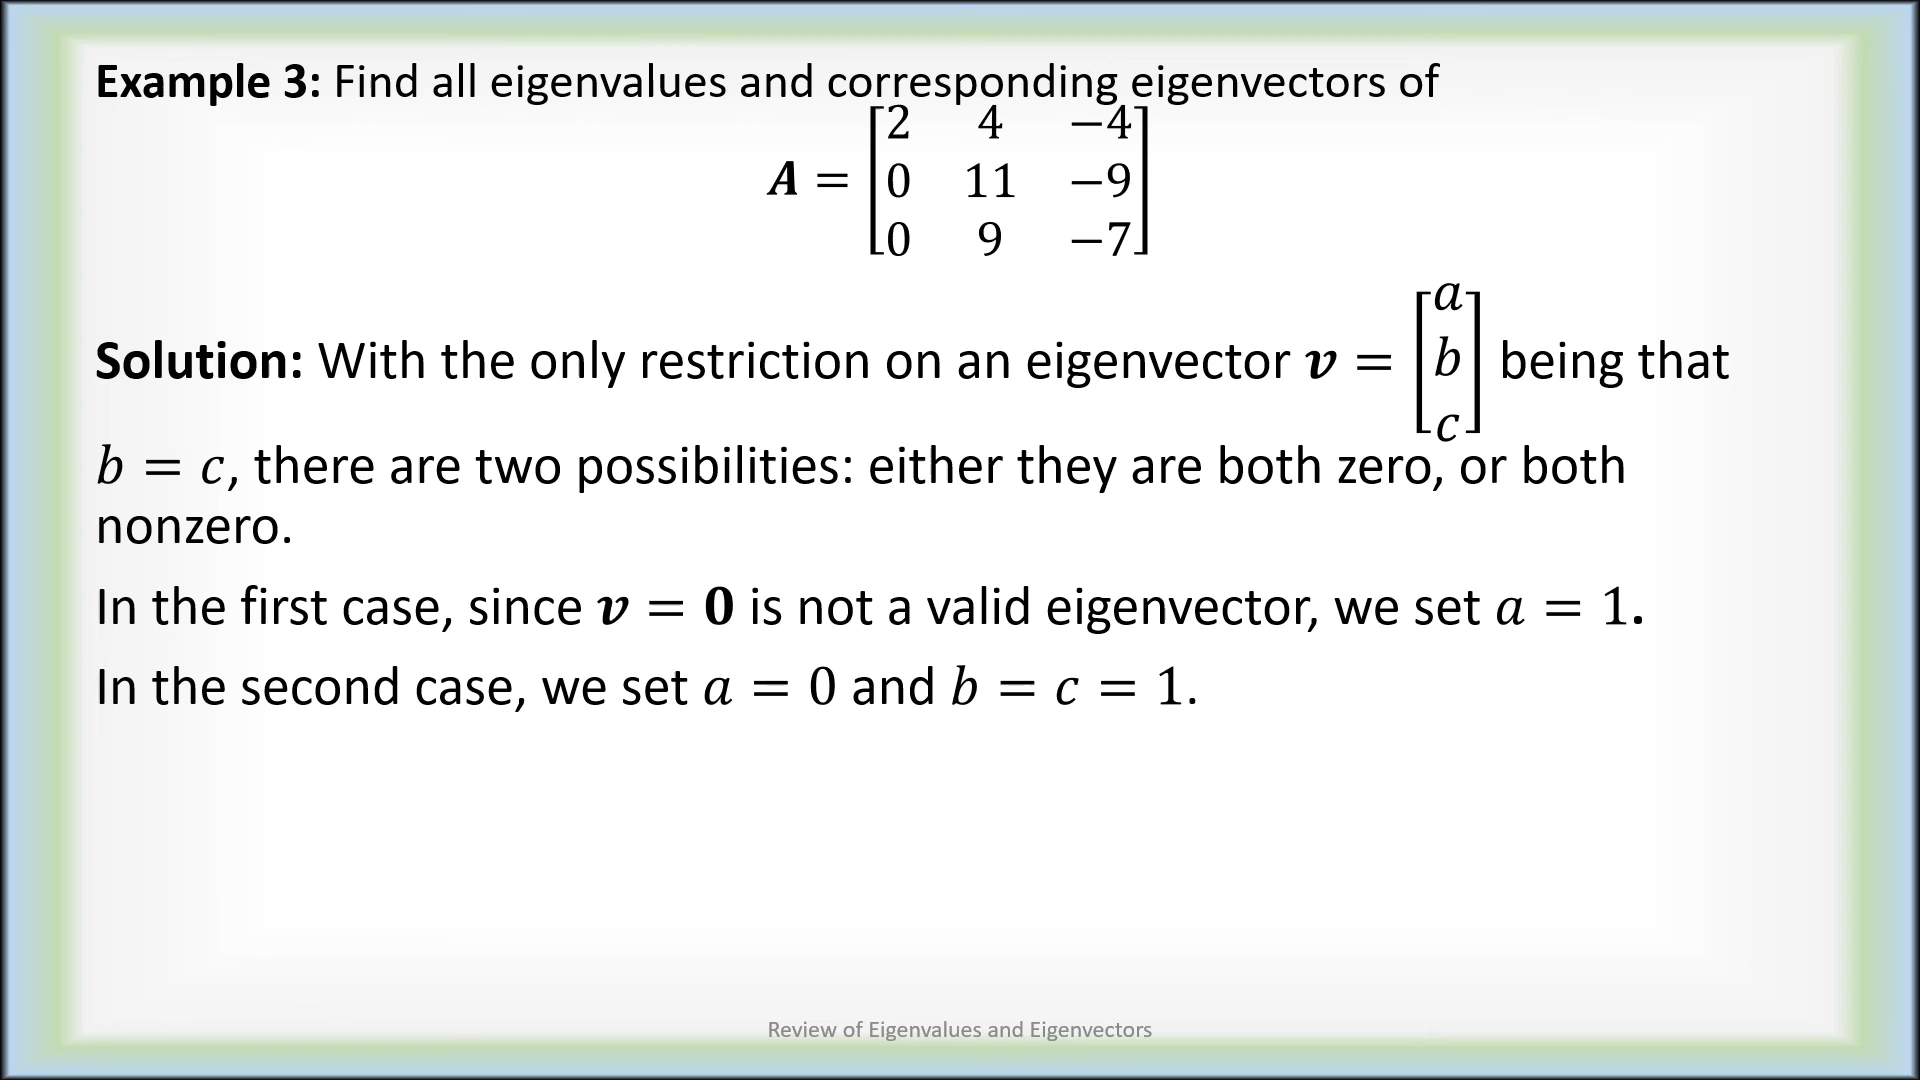 Example 3: Find all eigenvalues and corresponding eigenvectors of
A = [2 4 −4
0 11 −9
0 9 −7]
Solution: With the only restriction on an eigenvector v = [a b c] being that
b = c, there are two possibilities: either they are both zero, or both
nonzero.
In the first case, since v = 0 is not a valid eigenvector, we set a = 1.
In the second case, we set a = 0 and b = c = 1.
Review of Eigenvalues and Eigenvectors